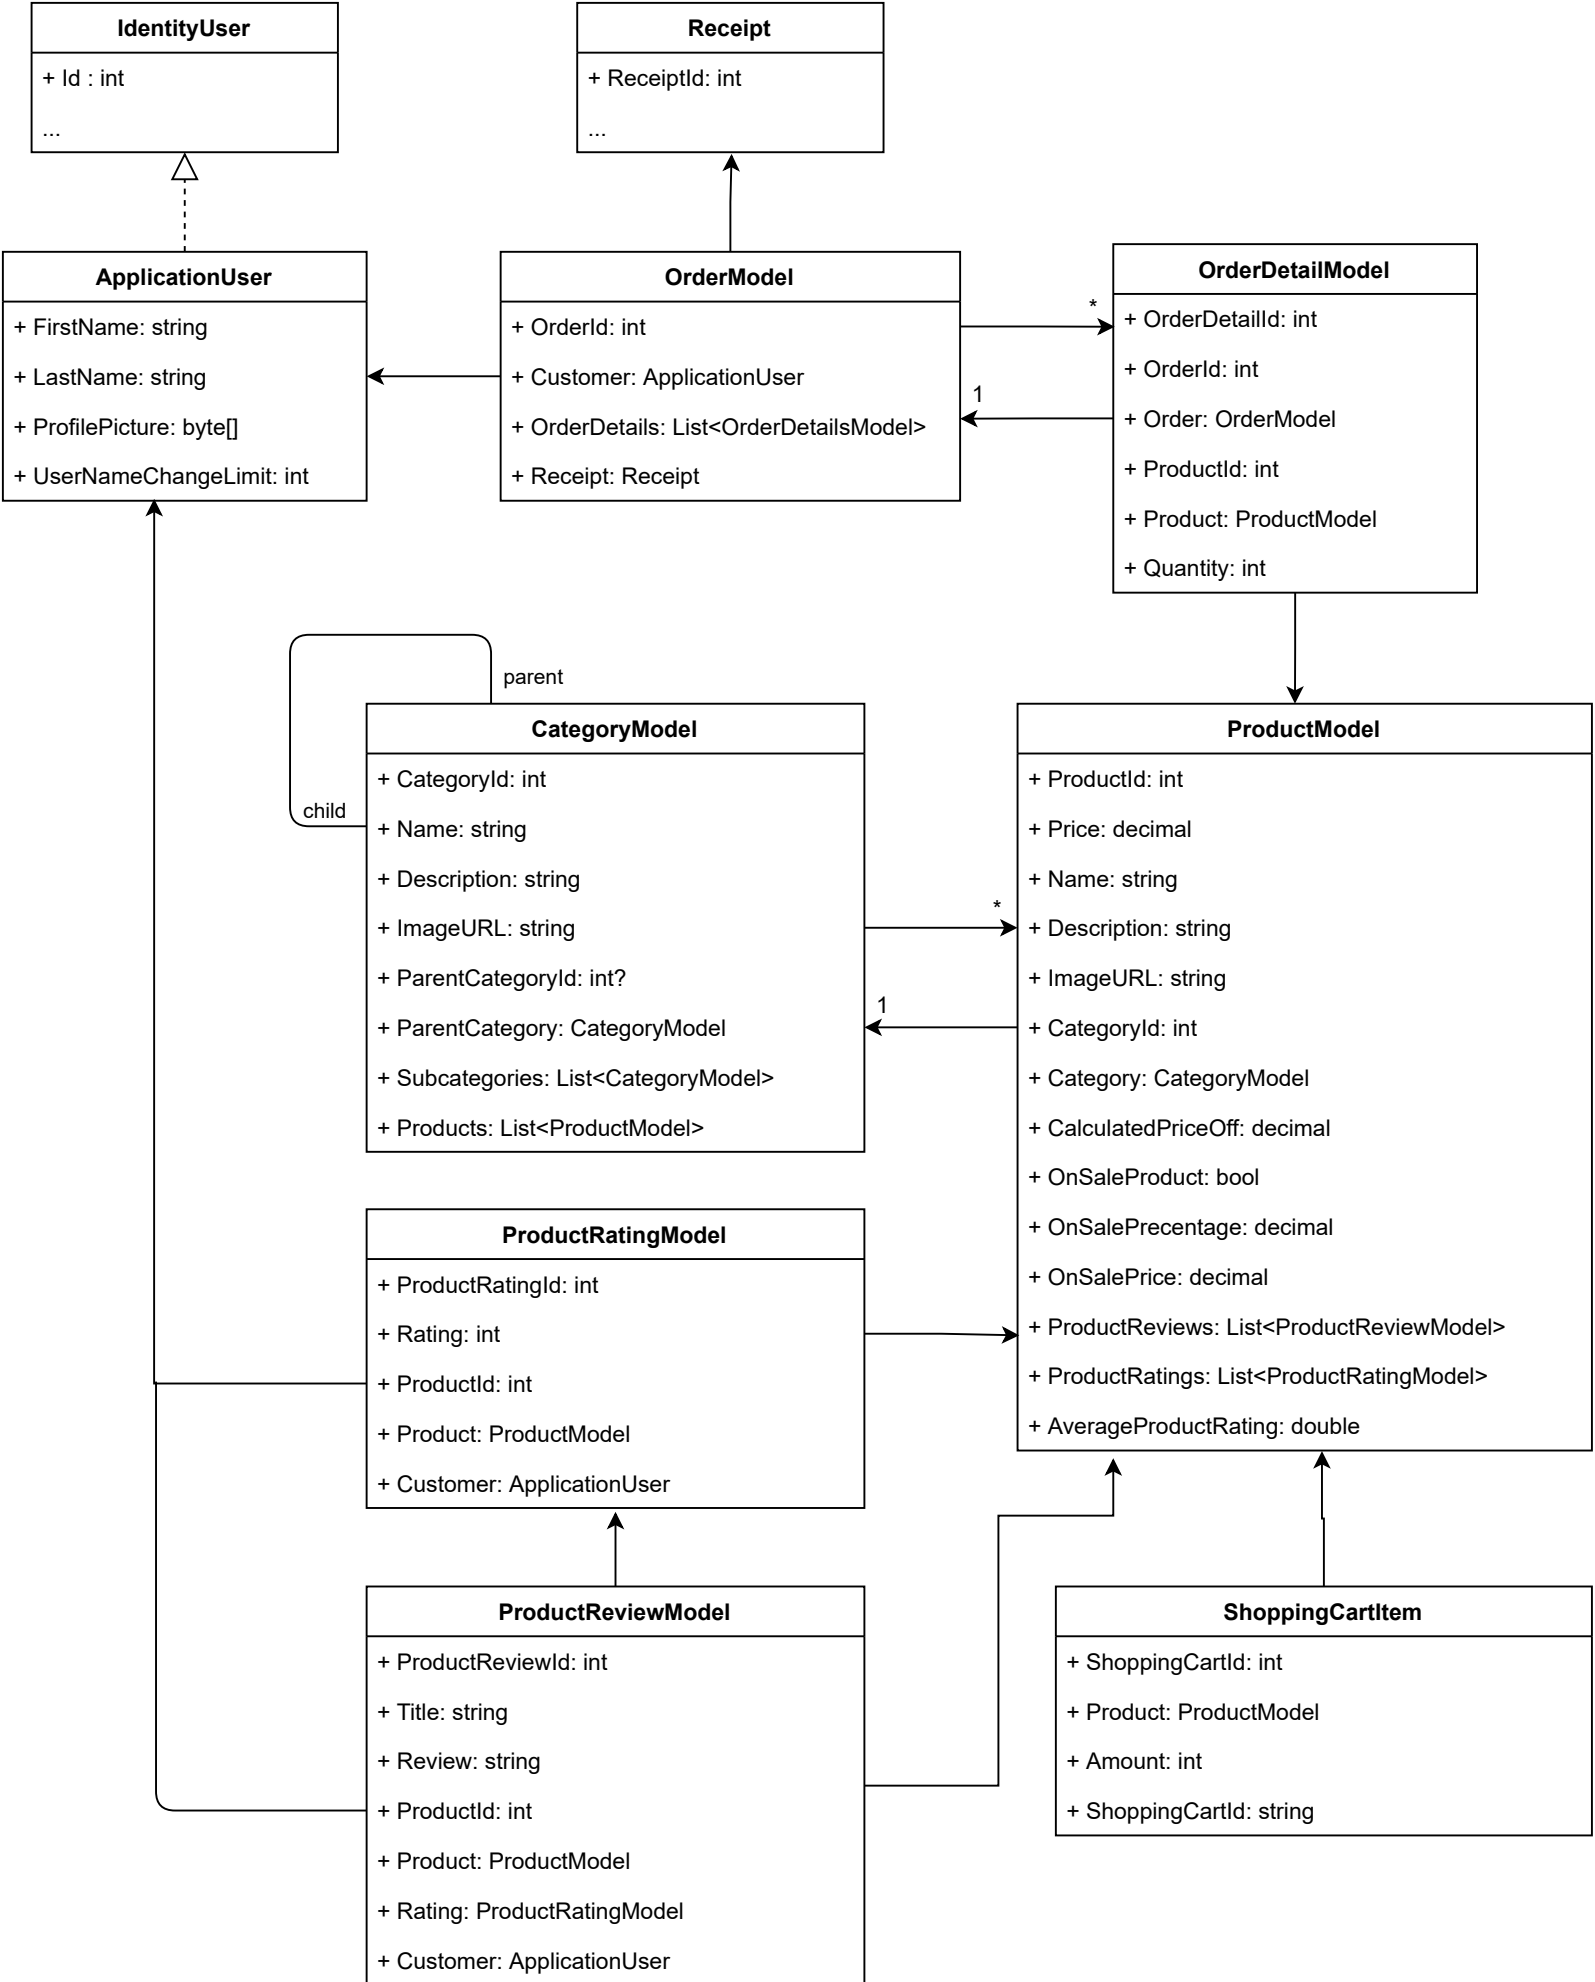 IdentityUser
+ Id : int
...
Receipt
+ ReceiptId: int
...
ApplicationUser
+ FirstName: string
+ LastName: string
+ ProfilePicture: byte[]
+ UserNameChangeLimit: int
OrderModel
+ OrderId: int
+ Customer: ApplicationUser
+ OrderDetails: List<OrderDetailsModel>
+ Receipt: Receipt
*
1
OrderDetailModel
+ OrderDetailId: int
+ OrderId: int
+ Order: OrderModel
+ ProductId: int
+ Product: ProductModel
+ Quantity: int
parent
child
CategoryModel
+ CategoryId: int
+ Name: string
+ Description: string
+ ImageURL: string
+ ParentCategoryId: int?
+ ParentCategory: CategoryModel
+ Subcategories: List<CategoryModel>
+ Products: List<ProductModel>
*
1
ProductModel
+ ProductId: int
+ Price: decimal
+ Name: string
+ Description: string
+ ImageURL: string
+ CategoryId: int
+ Category: CategoryModel
+ CalculatedPriceOff: decimal
+ OnSaleProduct: bool
+ OnSalePrecentage: decimal
+ OnSalePrice: decimal
+ ProductReviews: List<ProductReviewModel>
+ ProductRatings: List<ProductRatingModel>
+ AverageProductRating: double
ProductRatingModel
+ ProductRatingId: int
+ Rating: int
+ ProductId: int
+ Product: ProductModel
+ Customer: ApplicationUser
ProductReviewModel
+ ProductReviewId: int
+ Title: string
+ Review: string
+ ProductId: int
+ Product: ProductModel
+ Rating: ProductRatingModel
+ Customer: ApplicationUser
ShoppingCartItem
+ ShoppingCartId: int
+ Product: ProductModel
+ Amount: int
+ ShoppingCartId: string